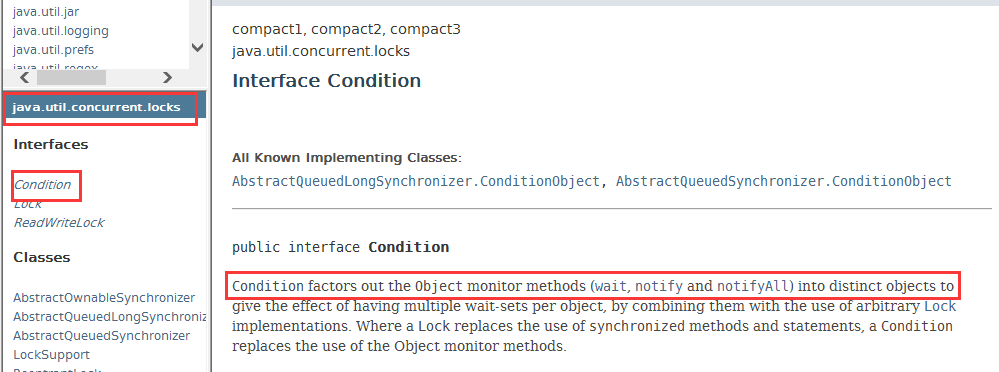 java.util.jar
java.util.logging
java.util.prefs
java.util.regex
java.util.concurrent.locks
Interfaces
Condition
Lock
ReadWriteLock
Classes
AbstractOwnableSynchronizer
AbstractQueuedLongSynchroniz
AbstractQueuedSynchronizer
LockSupport
ReentrantLock
compact1, compact2, compact3
java.util.concurrent.locks
Interface Condition
All Known Implementing Classes:
AbstractQueuedLongSynchronizer.ConditionObject, AbstractQueuedSynchronizer.ConditionObject
public interface Condition
Condition factors out the Object monitor methods (wait, notify and notifyAll) into distinct objects to
give the effect of having multiple wait-sets per object, by combining them with the use of arbitrary Lock
implementations. Where a Lock replaces the use of synchronized methods and statements, a Condition
replaces the use of the Object monitor methods.